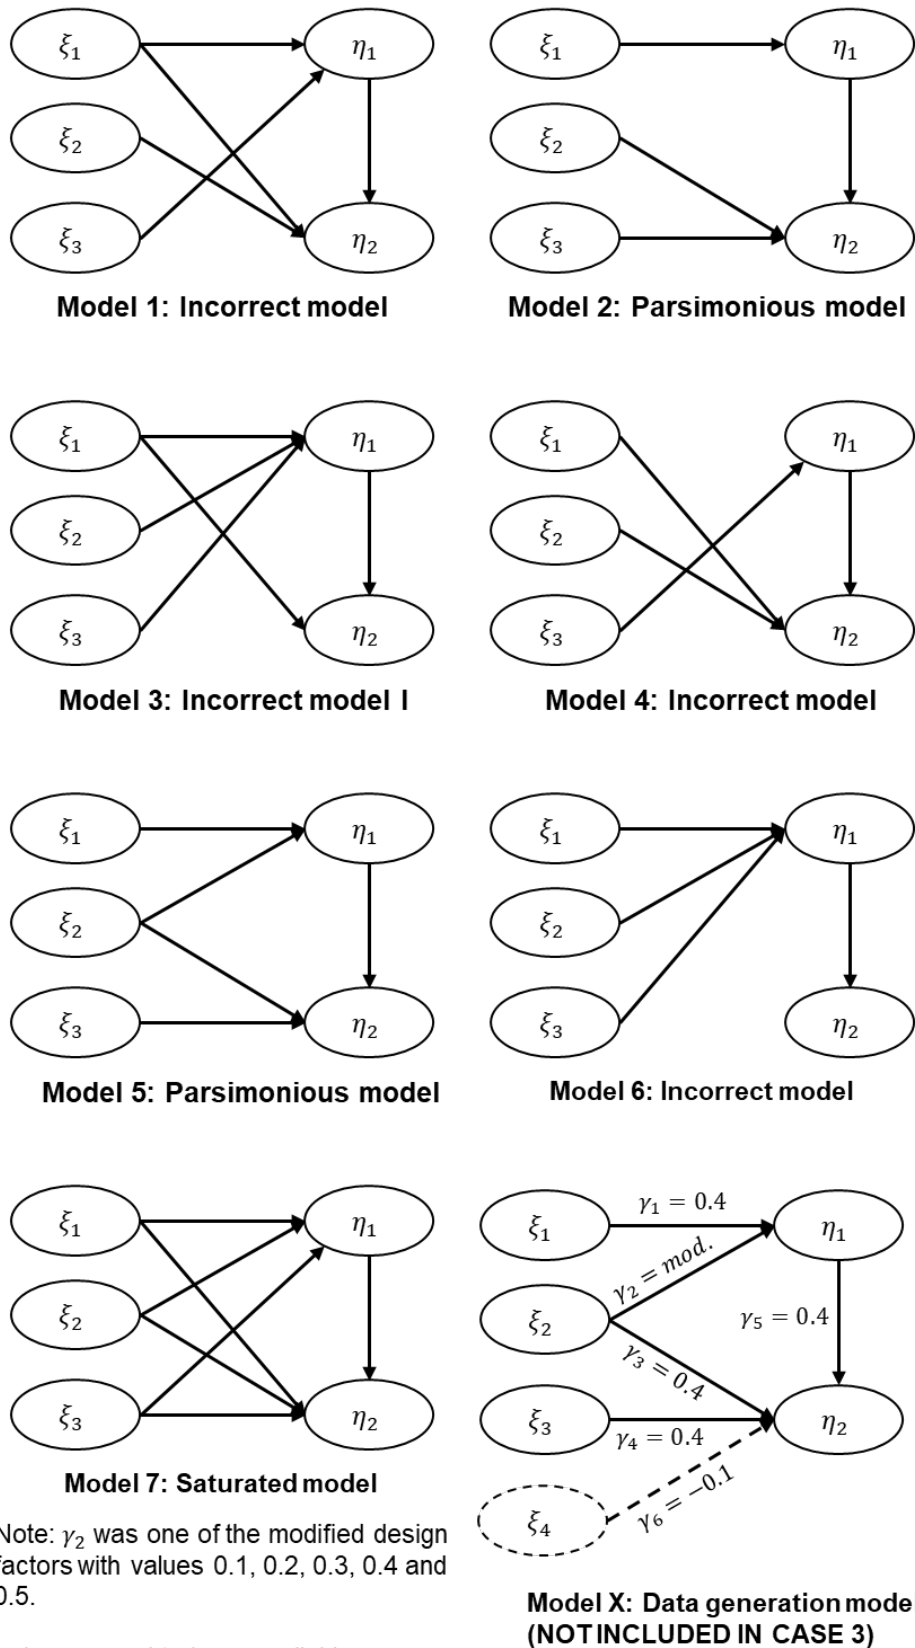 ξ₁ η₁
ξ₂
ξ₃ η₂
Model 1: Incorrect model
ξ₁ η₁
ξ₂
ξ₃ η₂
Model 2: Parsimonious model
ξ₁ η₁
ξ₂
ξ₃ η₂
Model 3: Incorrect model I
ξ₁ η₁
ξ₂
ξ₃ η₂
Model 4: Incorrect model
ξ₁ η₁
ξ₂
ξ₃ η₂
Model 5: Parsimonious model
ξ₁ η₁
ξ₂
ξ₃ η₂
Model 6: Incorrect model
ξ₁ η₁
ξ₂
ξ₃ η₂
Model 7: Saturated model
Note: γ₂ was one of the modified design
factors with values 0.1, 0.2, 0.3, 0.4 and
0.5.
ξ₁ γ₁ = 0.4 η₁
γ₂ = mod.
ξ₂ γ₅ = 0.4
γ₃ = 0.4
ξ₃ γ₄ = 0.4 η₂
ξ₄ γ₆ = −0.1
Model X: Data generation model
(NOT INCLUDED IN CASE 3)